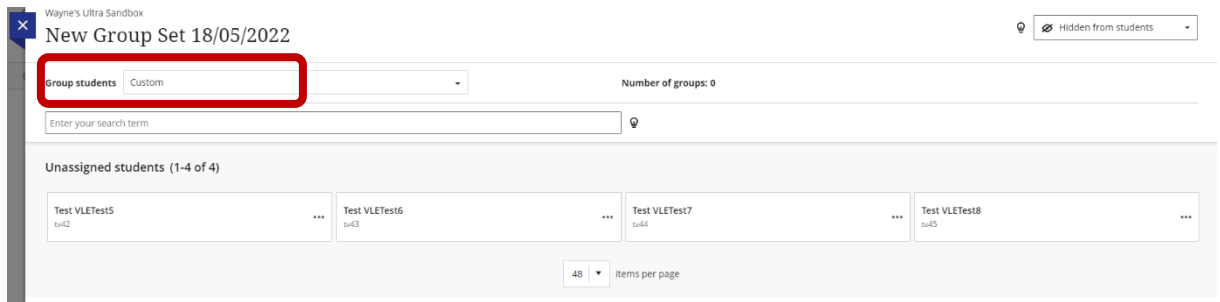 Wayne's Ultra Sandbox
New Group Set 18/05/2022
Hidden from students
Group students Custom
Number of groups: 0
Enter your search term
Unassigned students (1-4 of 4)
Test VLETest5
tv42
Test VLETest6
tv43
Test VLETest7
tv44
Test VLETest8
tv45
48 items per page